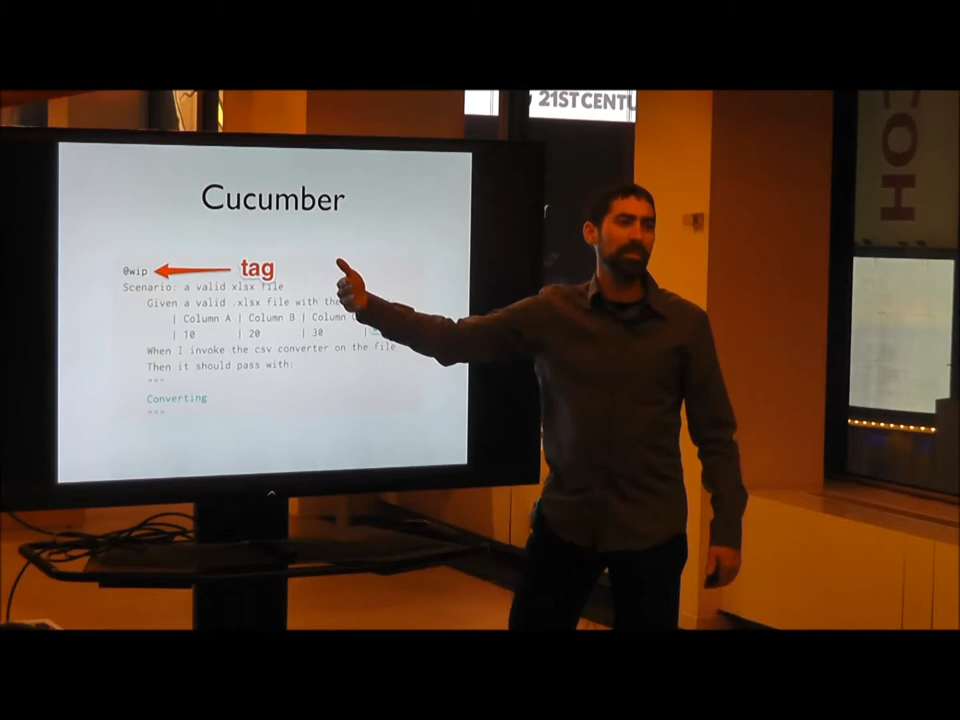 21ST CENTU
COH
Cucumber
@wip
tag
Scenario: a valid xlsx file
Given a valid .xlsx file with the
| Column A | Column B | Column
| 10 | 20 | 30 |
When I invoke the csv converter on the file
Then it should pass with:
"""
Converting
"""